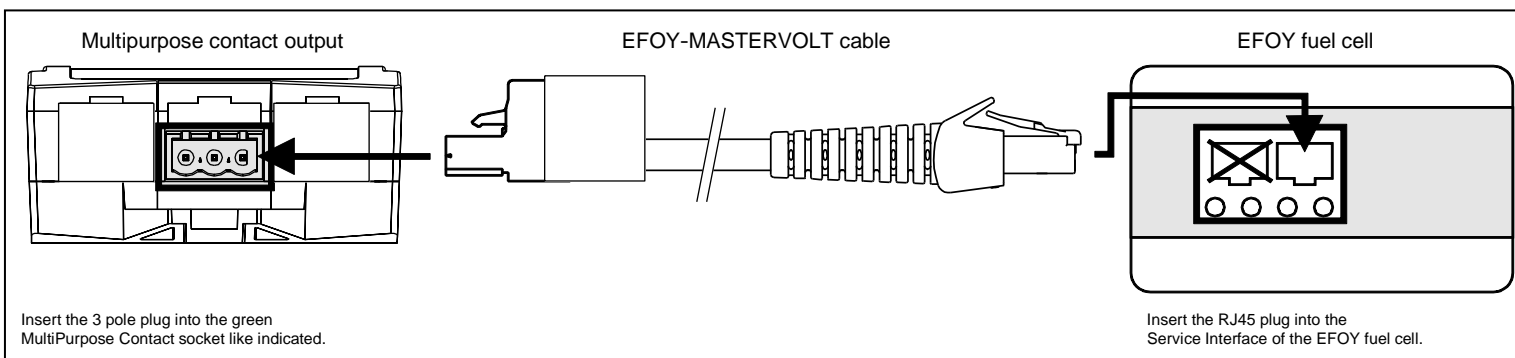 Multipurpose contact output
EFOY-MASTERVOLT cable
EFOY fuel cell
Insert the 3 pole plug into the green
MultiPurpose Contact socket like indicated.
Insert the RJ45 plug into the
Service Interface of the EFOY fuel cell.